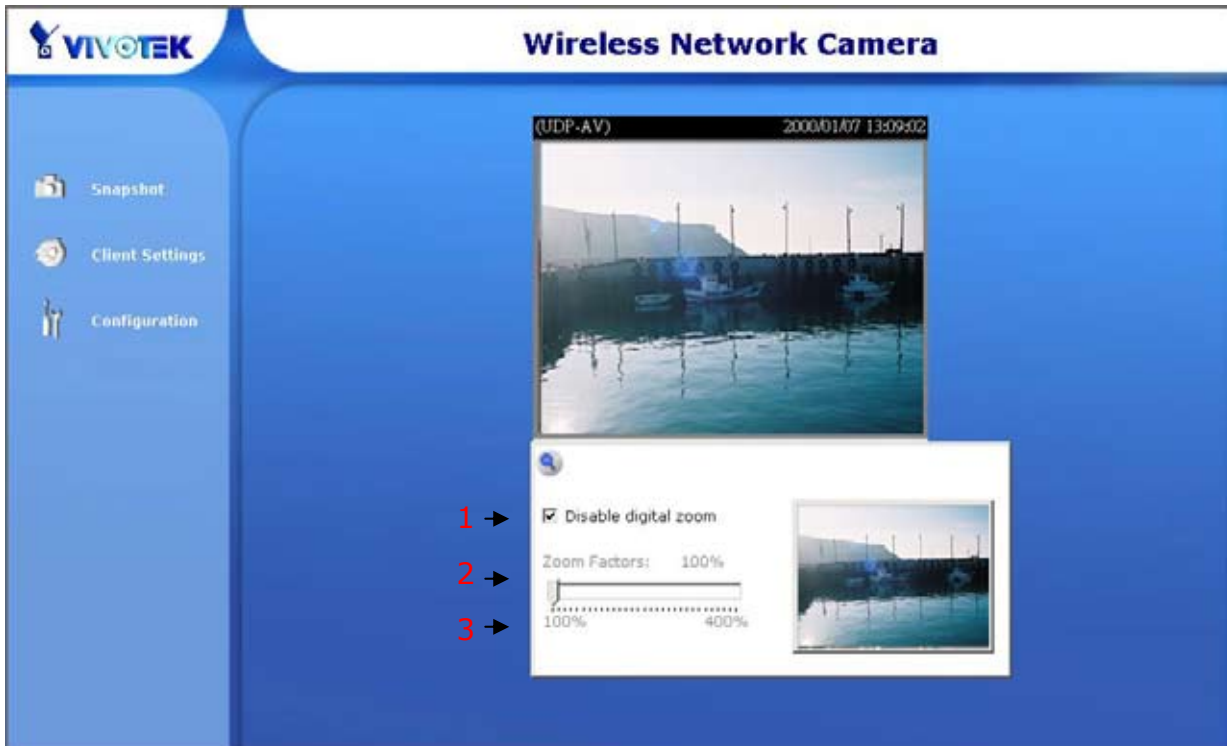 VIVOTEK
Wireless Network Camera
(UDP-AV) 2000/01/07 13:09:02
Snapshot
Client Settings
Configuration
1 Disable digital zoom
Zoom Factors: 100%
2
3 100% 400%